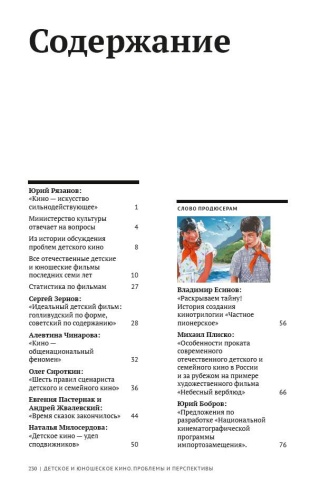 Содержание
Юрий Рязанов:
«Кино — искусство
сильнодействующее» 1
Министерство культуры
отвечает на вопросы 4
Из истории обсуждения
проблем детского кино 8
Все отечественные детские
и юношеские фильмы
последних семи лет 10
Статистика по фильмам 27
Сергей Зернов:
«Идеальный детский фильм:
голливудский по форме,
советский по содержанию» 28
Алевтина Чинарова:
«Кино —
общенациональный
феномен» 32
Олег Сироткин:
«Шесть правил сценариста
детского и семейного кино» 36
Евгения Пастернак и
Андрей Жвалевский:
«Время сказок закончилось» 44
Наталья Милосердова:
«Детское кино — удел
сподвижников» 50
СЛОВО ПРОДЮСЕРАМ
Владимир Есинов:
«Раскрываем тайну!
История создания
кинотрилогии «Частное
пионерское» 56
Михаил Плиско:
«Особенности проката
современного
отечественного детского и
семейного кино в России
и за рубежом на примере
художественного фильма
«Небесный верблюд» 66
Юрий Бобров:
«Предложения по
разработке «Национальной
кинематографической
программы
импортозамещения». 76
230 | ДЕТСКОЕ И ЮНОШЕСКОЕ КИНО.ПРОБЛЕМЫ И ПЕРСПЕКТИВЫ